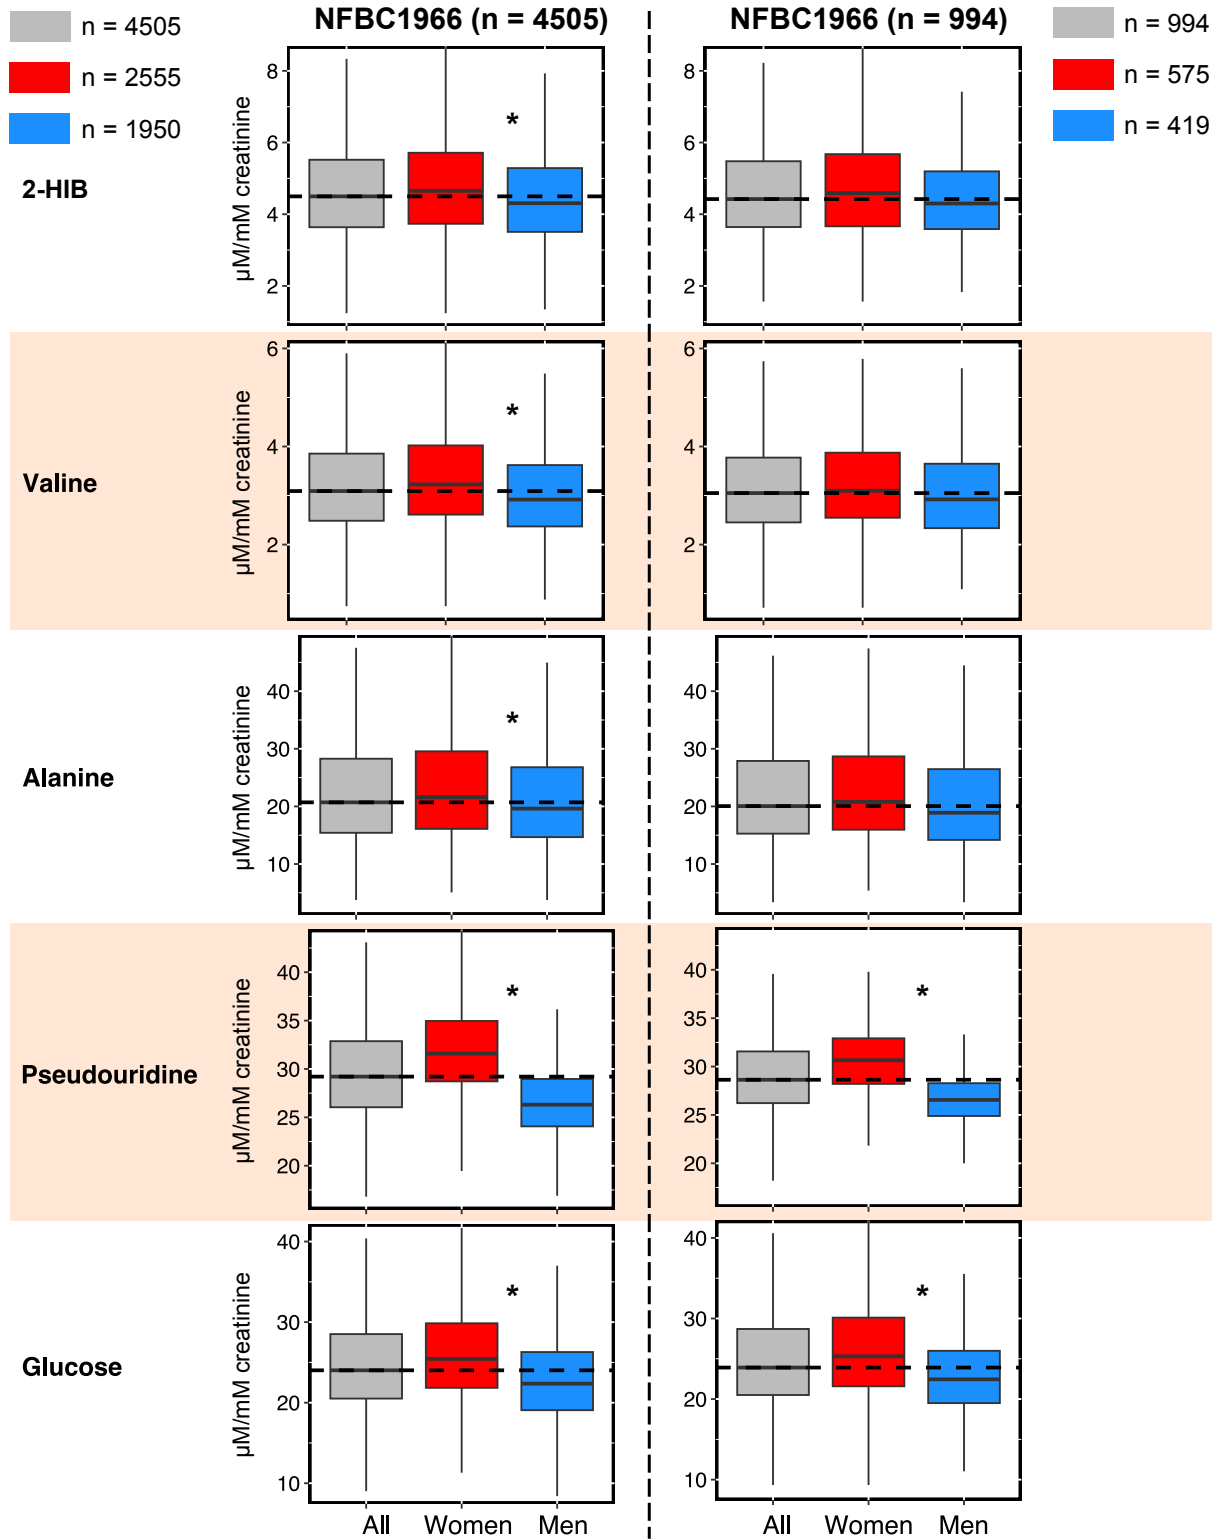 NFBC1966 (n = 4505)
NFBC1966 (n = 994)
n = 4505
n = 2555
n = 1950
n = 994
n = 575
n = 419
2-HIB
µM/mM creatinine
8
6
4
2
*
8
6
4
2
Valine
µM/mM creatinine
6
4
2
*
6
4
2
Alanine
µM/mM creatinine
40
30
20
10
*
40
30
20
10
Pseudouridine
µM/mM creatinine
40
35
30
25
20
*
40
35
30
25
20
*
Glucose
µM/mM creatinine
40
30
20
10
*
40
30
20
10
*
All Women Men
All Women Men